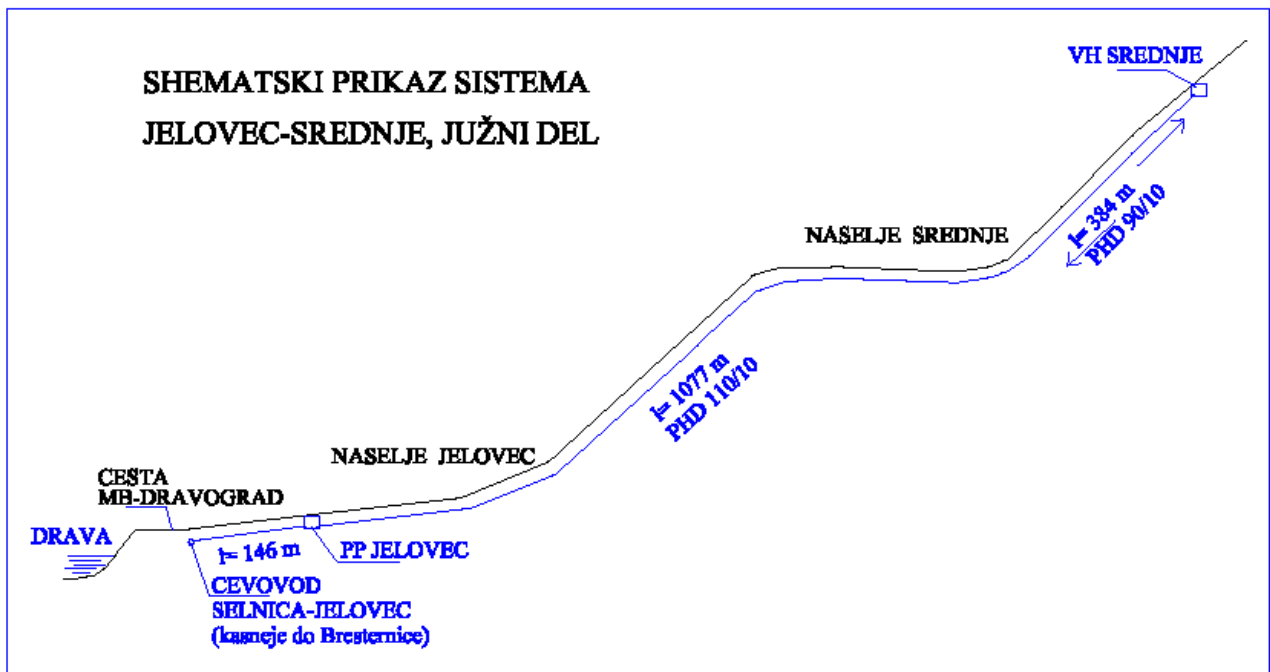 SHEMATSKI PRIKAZ SISTEMA
JELOVEC-SREDNJE, JUŽNI DEL
VH SREDNJE
l= 384 m
PHD 90/10
NASELJE SREDNJE
l= 1077 m
PHD 110/10
NASELJE JELOVEC
CESTA
MB-DRAVOGRAD
DRAVA
l= 146 m
PP JELOVEC
CEVOVOD
SELNICA-JELOVEC
(kasneje do Bresternice)